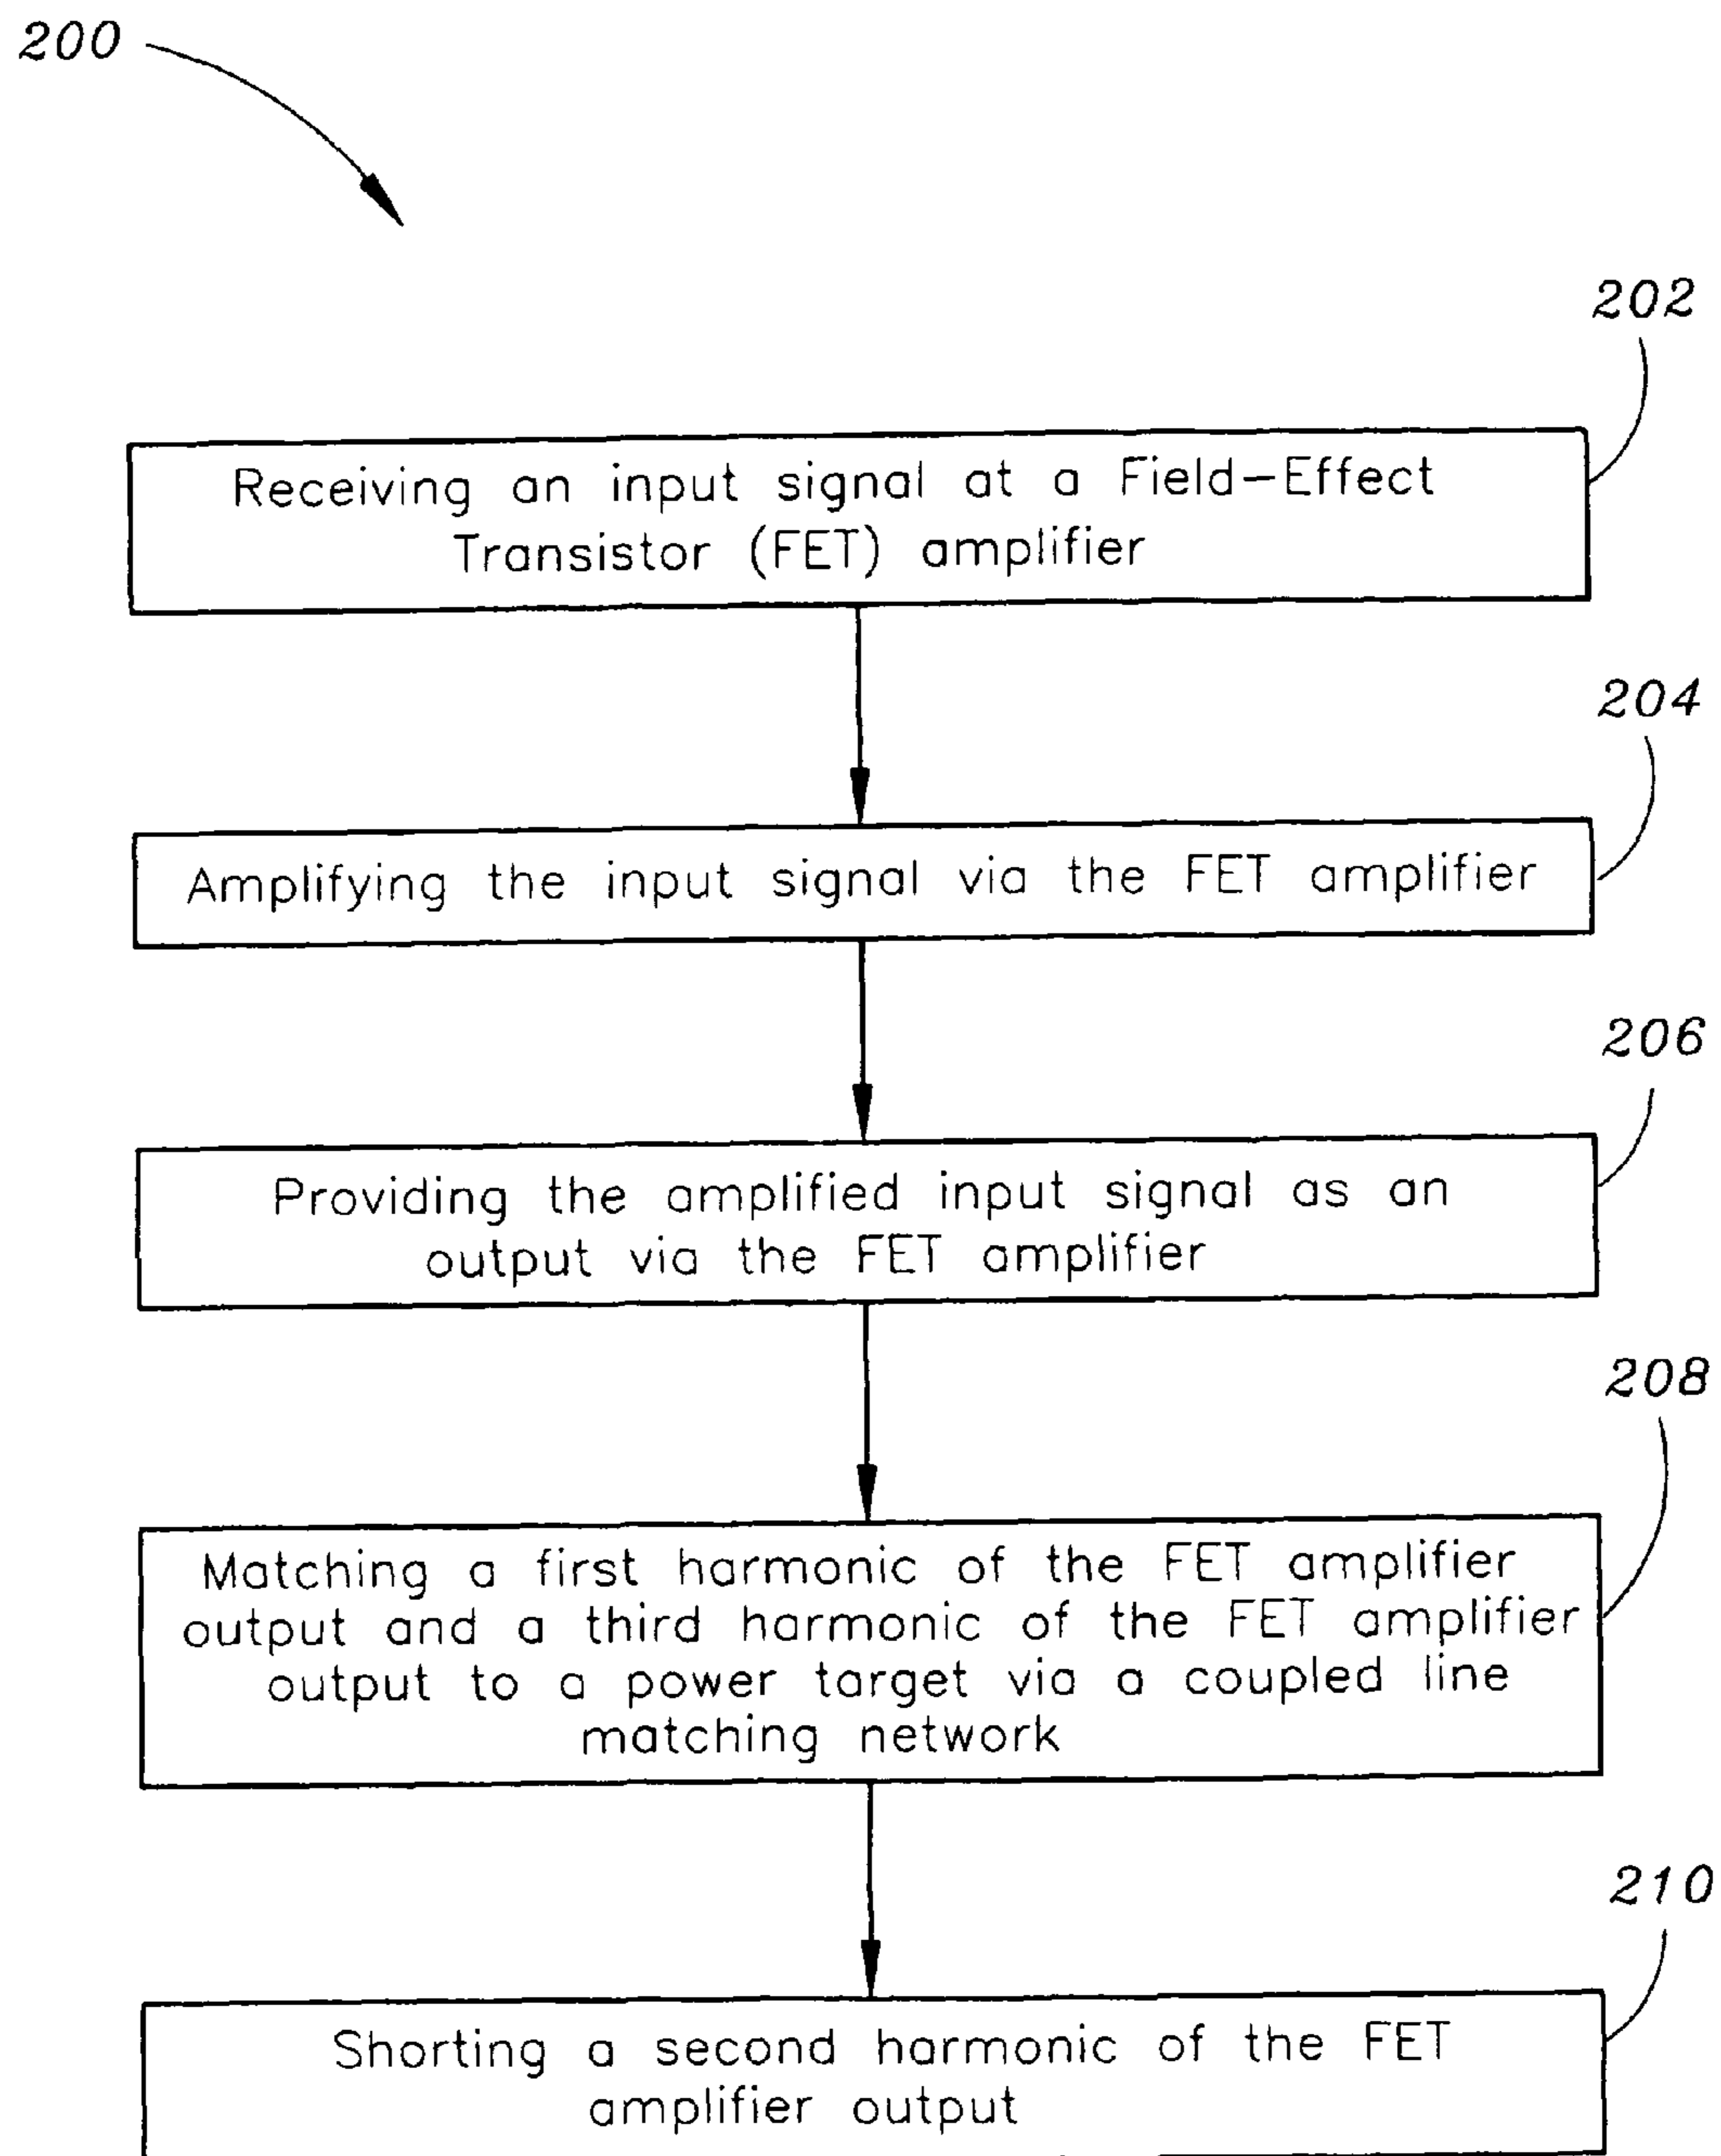 200
202
Receiving an input signal at a Field-Effect
Transistor (FET) amplifier
204
Amplifying the input signal via the FET amplifier
206
Providing the amplified input signal as an
output via the FET amplifier
208
Matching a first harmonic of the FET amplifier
output and a third harmonic of the FET amplifier
output to a power target via a coupled line
matching network
210
Shorting a second harmonic of the FET
amplifier output